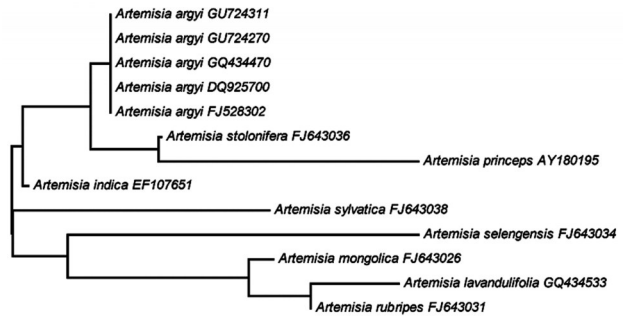 Artemisia argyi GU724311
Artemisia argyi GU724270
Artemisia argyi GQ434470
Artemisia argyi DQ925700
Artemisia argyi FJ528302
Artemisia stolonifera FJ643036
Artemisia princeps AY180195
Artemisia indica EF107651
Artemisia sylvatica FJ643038
Artemisia selengensis FJ643034
Artemisia mongolica FJ643026
Artemisia lavandulifolia GQ434533
Artemisia rubripes FJ643031